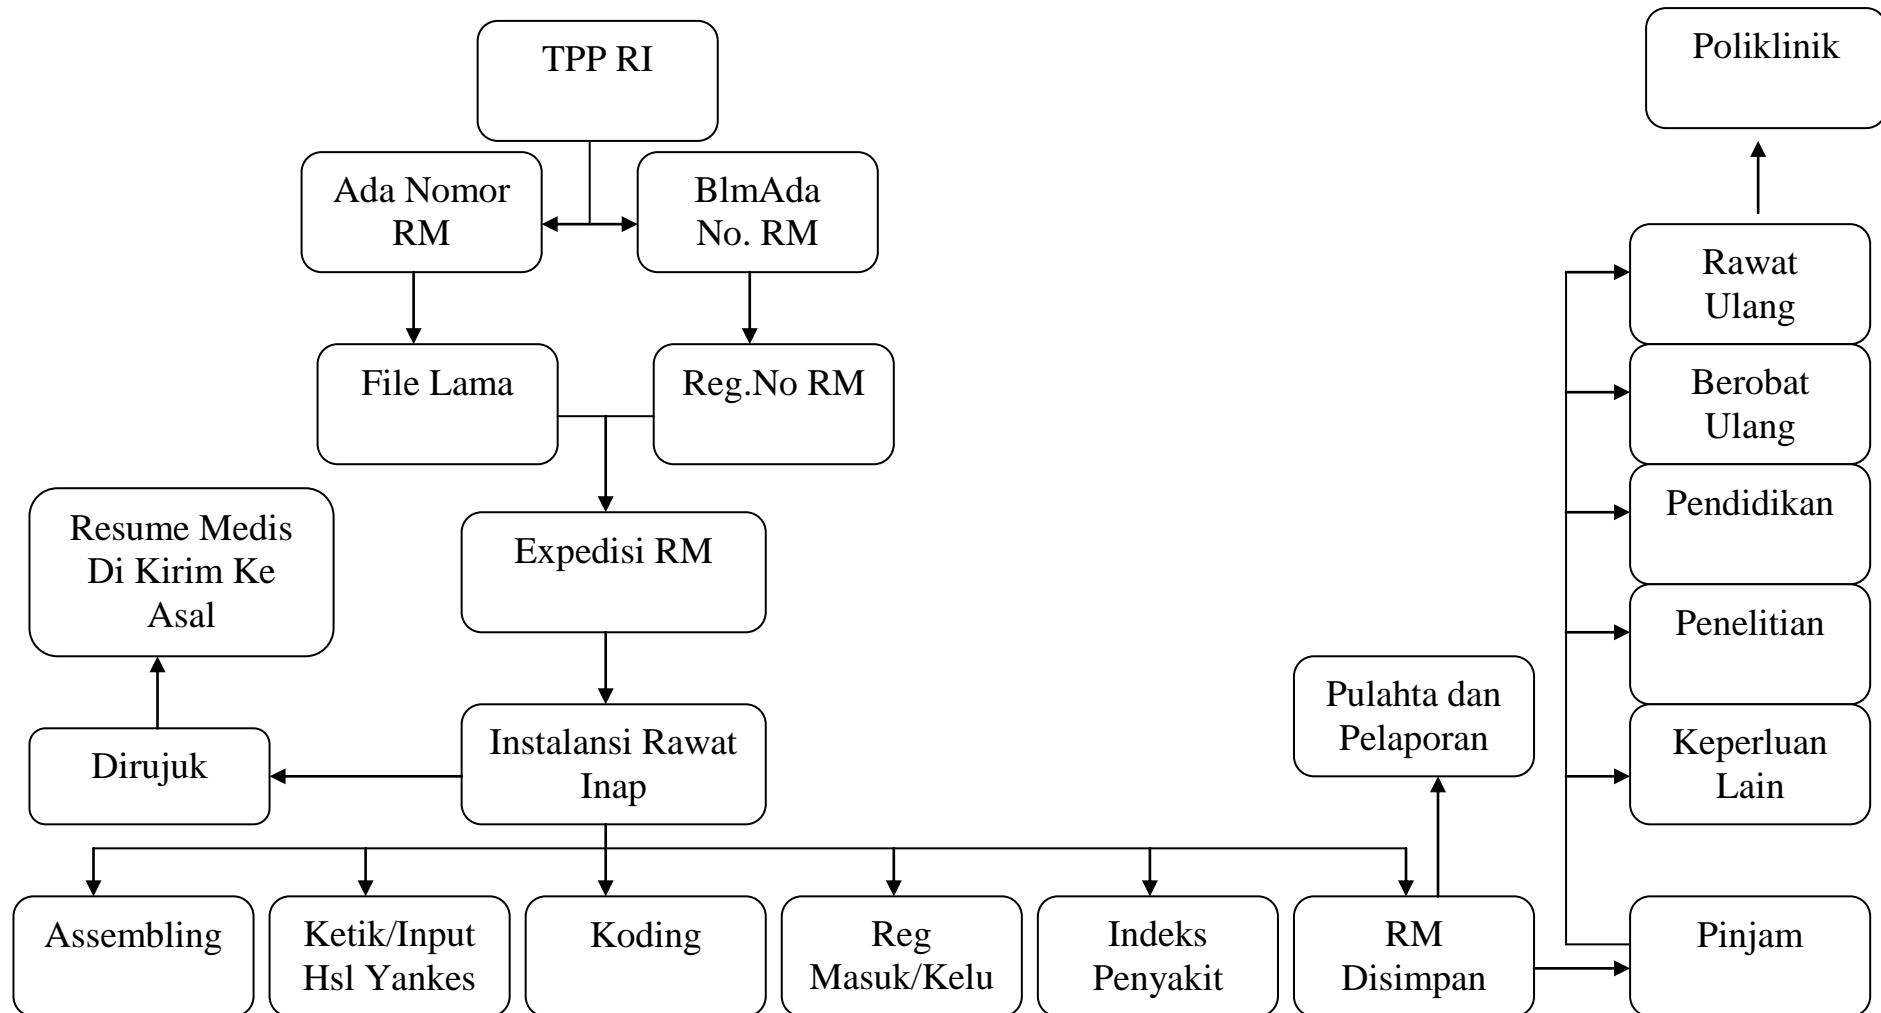 TPP RI
Poliklinik
Ada Nomor
RM
BlmAda
No. RM
Rawat
Ulang
File Lama
Reg.No RM
Berobat
Ulang
Resume Medis
Di Kirim Ke
Asal
Expedisi RM
Pendidikan
Penelitian
Dirujuk
Instalansi Rawat
Inap
Pulahta dan
Pelaporan
Keperluan
Lain
Assembling
Ketik/Input
Hsl Yankes
Koding
Reg
Masuk/Kelu
Indeks
Penyakit
RM
Disimpan
Pinjam